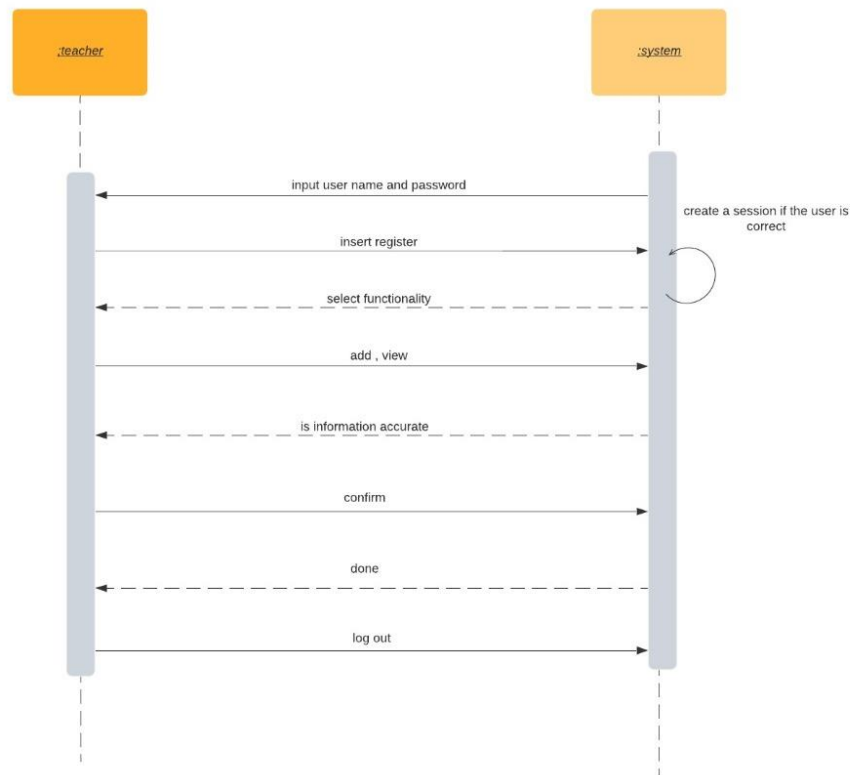 :teacher
:system
input user name and password
create a session if the user is
correct
insert register
select functionality
add , view
is information accurate
confirm
done
log out